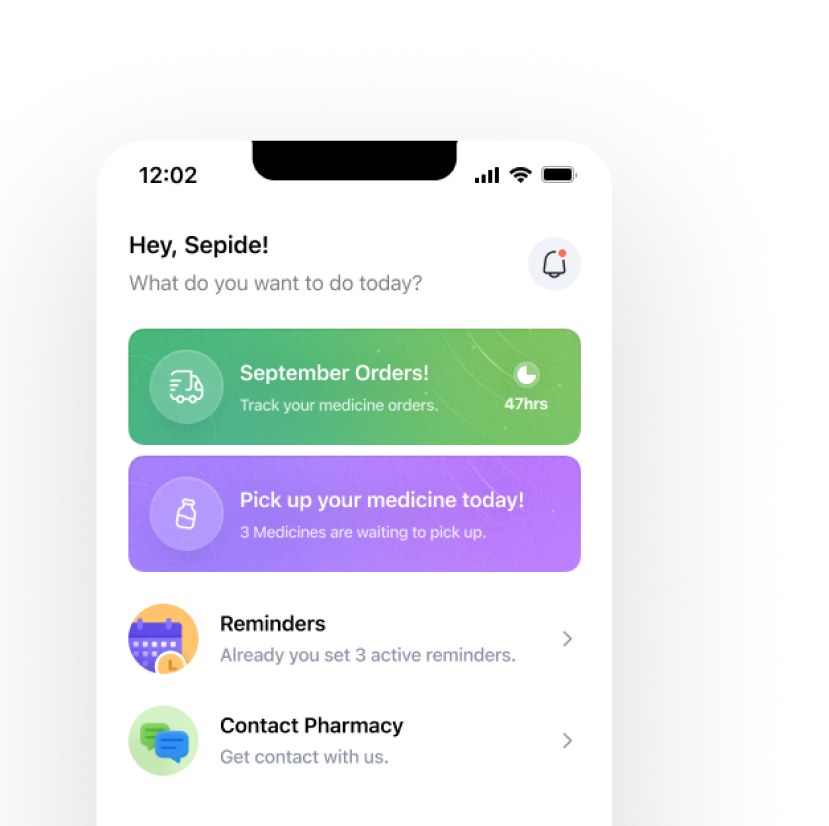 12:02
Hey, Sepide!
What do you want to do today?
September Orders!
Track your medicine orders.
47hrs
Pick up your medicine today!
3 Medicines are waiting to pick up.
Reminders
Already you set 3 active reminders.
Contact Pharmacy
Get contact with us.